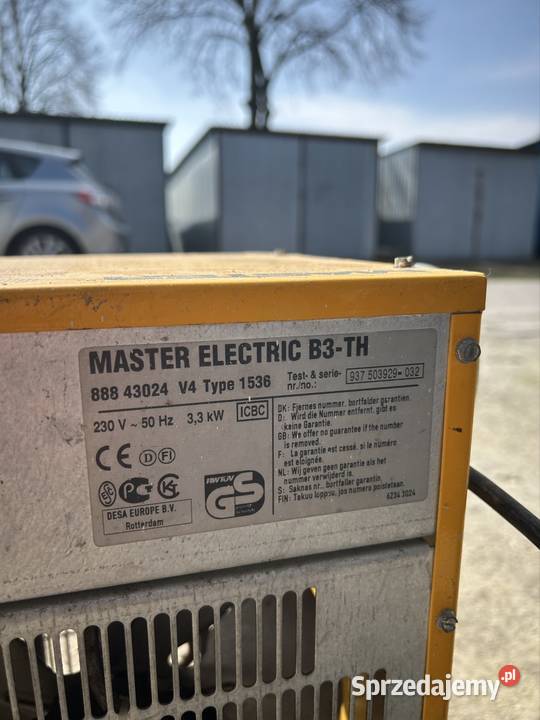 MASTER ELECTRIC B3-TH
888 43024 V4 Type 1536
Test- & serie-
nr./no.:
937 503929-032
230 V ~ 50 Hz 3,3 kW
ICBC
DK: Fjernes nummer, bortfalder garantien.
D: Wird die Nummer entfernt, gibt es
keine Garantie.
GB: We offer no guarantee if the number
is removed.
F: La garantie est cessé, si le numéro
est éloignée.
NL: Wij geven geen garantie als het
nummer verwijderd is.
S: Saknas nr. bortfaller garantin.
FIN: Takuu loppuu, jos numero poistetaan.
6234 3024
CE D FI
GS
DESA EUROPE B.V.
Rotterdam
Sprzedajemy.pl